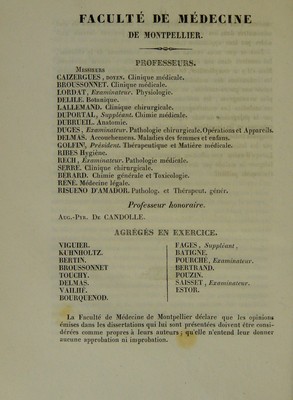 FACULTÉ DE MÉDECINE
DE MONTPELLIER.
PROFESSEURS.
MESSIEURS
CAIZERGUES, DOYEN. Clinique médicale.
BROUSSONNET. Clinique médicale.
LORDAT, Examinateur. Physiologie.
DELILE. Botanique.
LALLEMAND. Clinique chirurgicale.
DUPORTAL, Suppléant. Chimie médicale.
DUBRUEIL. Anatomie.
DUGES, Examinateur. Pathologie chirurgicale, Opérations et Appareils.
DELMAS. Accouchemens. Maladies des femmes et enfans.
GOLFIN, Président. Thérapeutique et Matière médicale.
RIBES Hygiène.
RECH, Examinateur. Pathologie médicale.
SERRE. Clinique chirurgicale.
BERARD. Chimie générale et Toxicologie.
RENÉ. Médecine légale.
RISUENO D'AMADOR. Patholog. et Thérapeut. génér.
Professeur honoraire.
AUG.-PYR. DE CANDOLLE.
AGRÉGÉS EN EXERCICE.
VIGUIER.
KUHNHOLTZ.
BERTIN.
BROUSSONNET
TOUCHY.
DELMAS.
VAILHÉ.
BOURQUENOD.
FAGES, Suppléant.
BATIGNE.
POURCHÉ, Examinateur.
BERTRAND.
POUZIN.
SAISSET, Examinateur.
ESTOR.
La Faculté de Médecine de Montpellier déclare que les opinions
émises dans les dissertations qui lui sont présentées doivent être consi-
dérées comme propres à leurs auteurs; qu'elle n'entend leur donner
aucune approbation ni improbation.